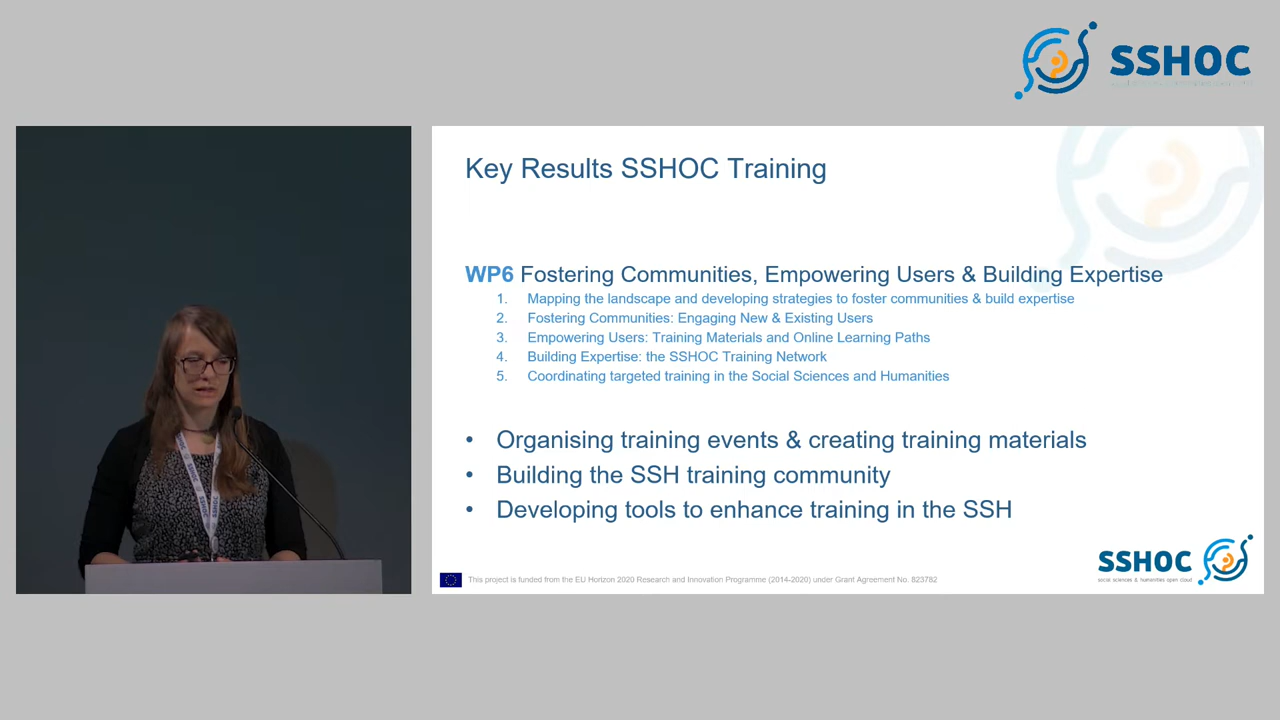 SSHOC
Key Results SSHOC Training
WP6 Fostering Communities, Empowering Users & Building Expertise
1. Mapping the landscape and developing strategies to foster communities & build expertise
2. Fostering Communities: Engaging New & Existing Users
3. Empowering Users: Training Materials and Online Learning Paths
4. Building Expertise: the SSHOC Training Network
5. Coordinating targeted training in the Social Sciences and Humanities
• Organising training events & creating training materials
• Building the SSH training community
• Developing tools to enhance training in the SSH
SSHOC
social sciences & humanities open cloud
This project is funded from the EU Horizon 2020 Research and Innovation Programme (2014-2020) under Grant Agreement No. 823782